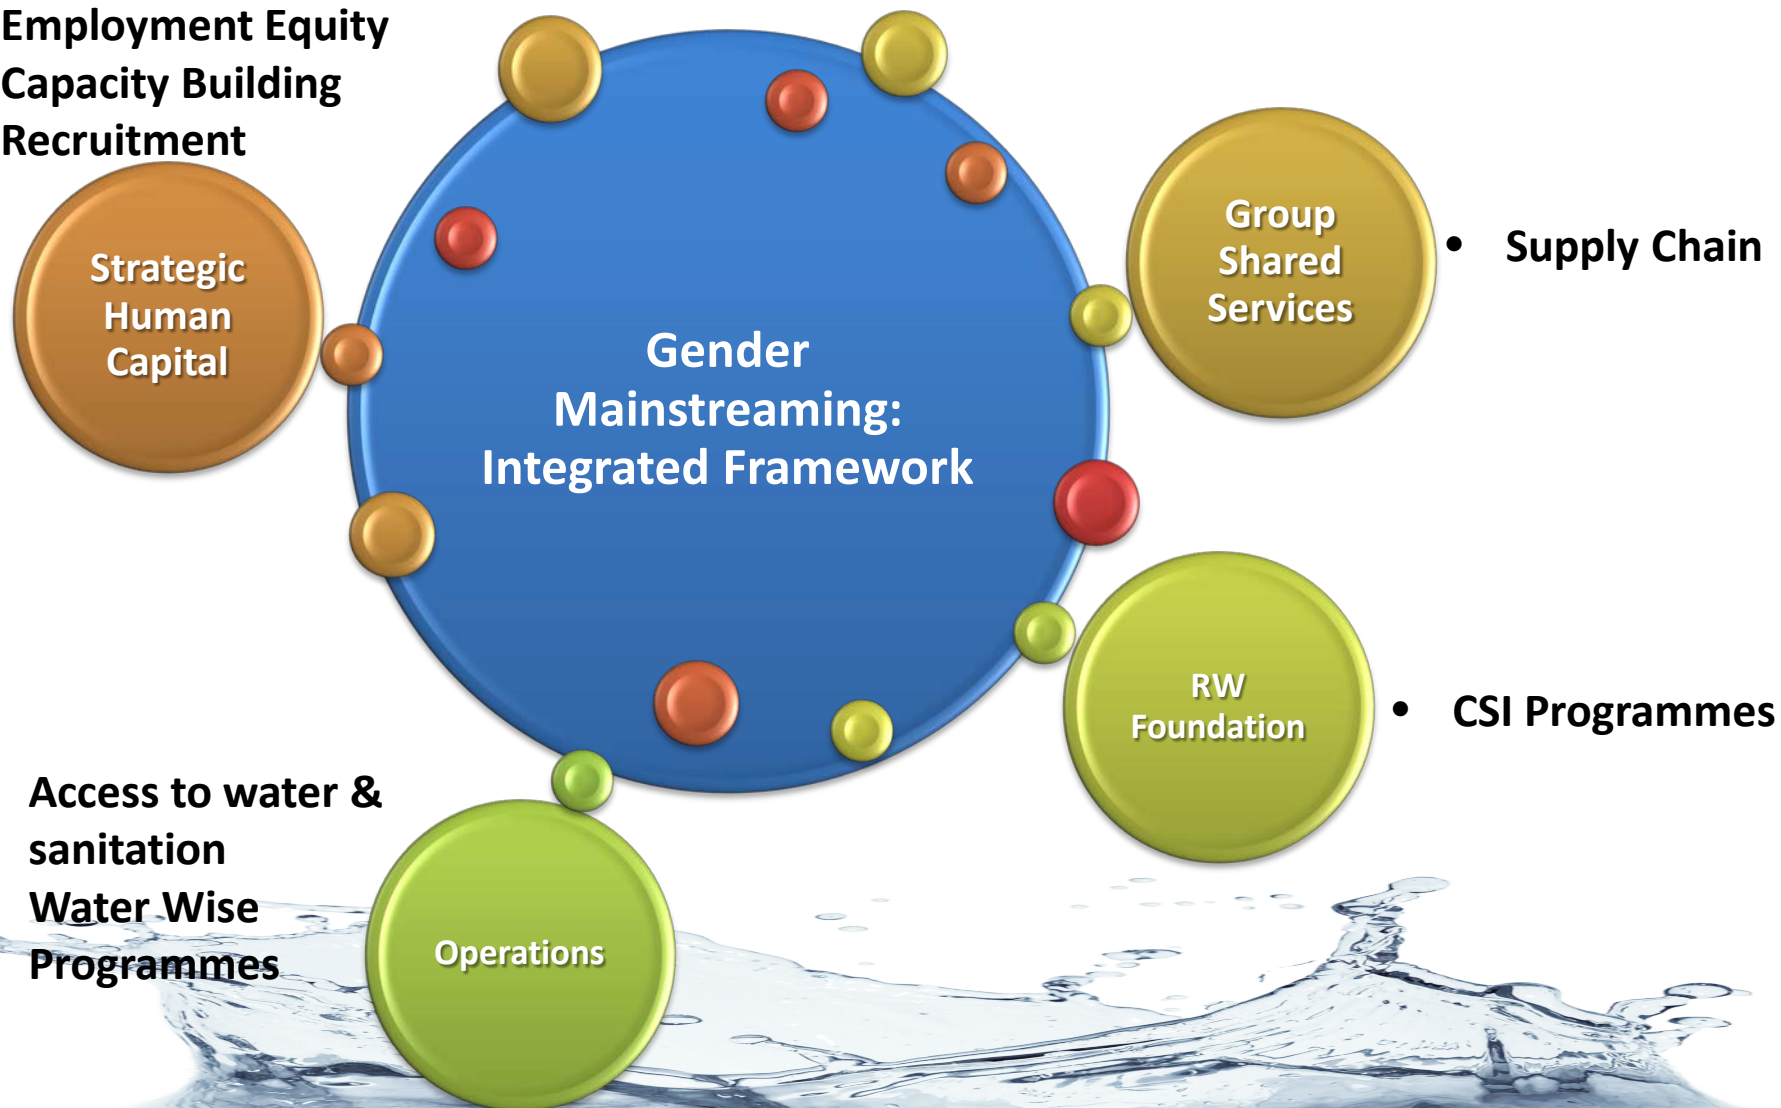 Employment Equity
Capacity Building
Recruitment
Strategic
Human
Capital
Gender
Mainstreaming:
Integrated Framework
Group
Shared
Services
• Supply Chain
RW
Foundation
• CSI Programmes
Access to water &
sanitation
Water Wise
Programmes
Operations